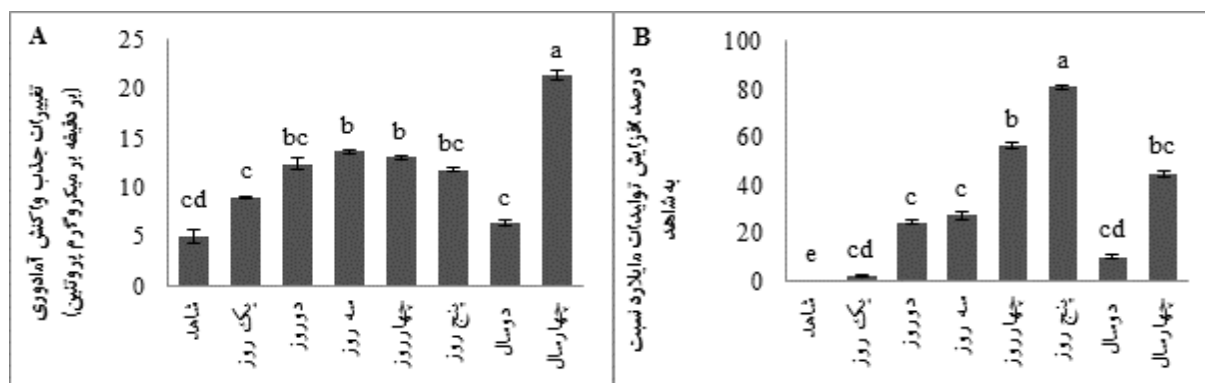 A
تغییرات جذب واکنش آمادوری
(بر دقیقه بر میکروگرم پروتئین)
25
20
15
10
5
0
cd
c
bc
b
b
bc
c
a
شاهد
یک روز
دوروز
سه روز
چهارروز
پنج روز
دوسال
چهارسال
B
درصد افزایش تولیدات مایلارد نسبت
به شاهد
100
80
60
40
20
0
e
cd
c
c
b
a
cd
bc
شاهد
یک روز
دوروز
سه روز
چهارروز
پنج روز
دوسال
چهارسال